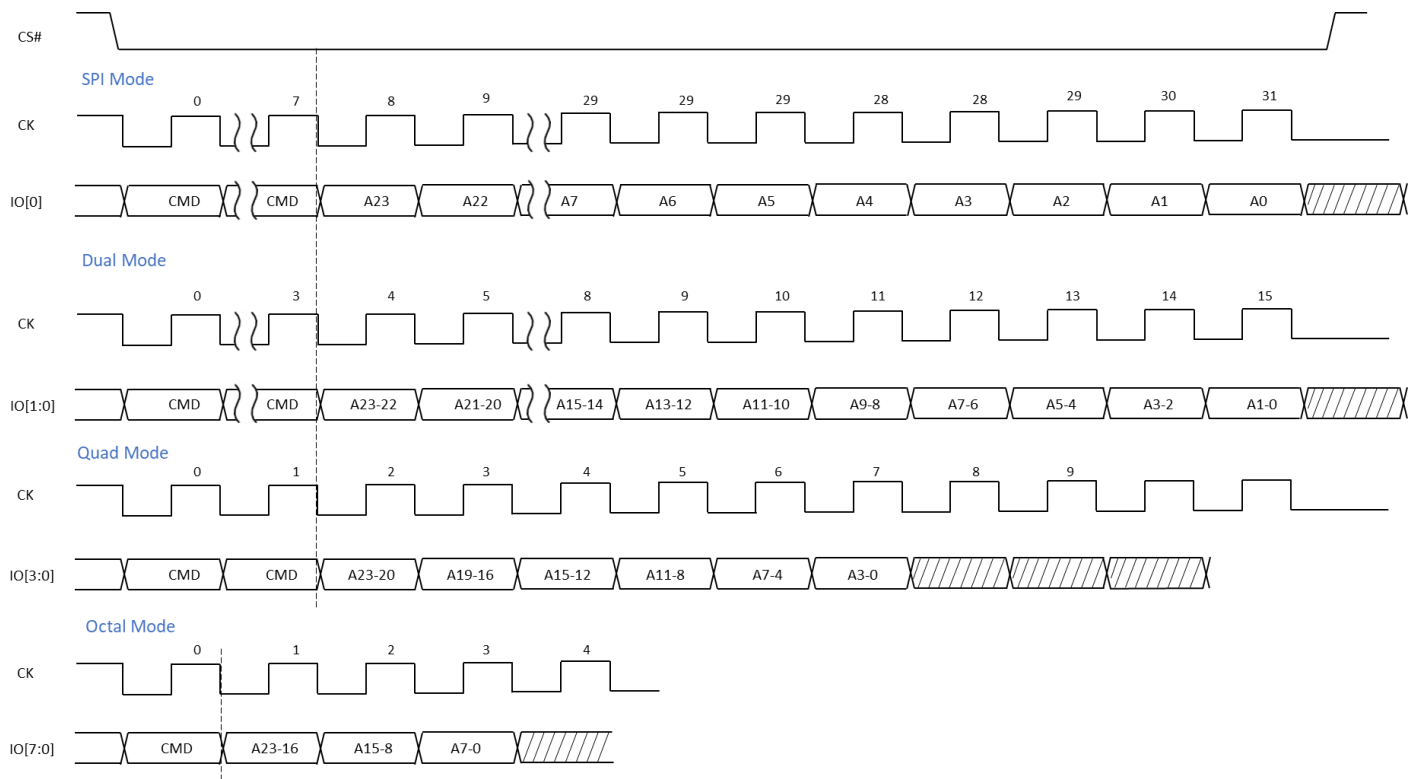 CS#
SPI Mode
0 7 8 9 29 29 29 28 28 29 30 31
CK
IO[0] CMD CMD A23 A22 A7 A6 A5 A4 A3 A2 A1 A0
Dual Mode
0 3 4 5 8 9 10 11 12 13 14 15
CK
IO[1:0] CMD CMD A23-22 A21-20 A15-14 A13-12 A11-10 A9-8 A7-6 A5-4 A3-2 A1-0
Quad Mode
0 1 2 3 4 5 6 7 8 9
CK
IO[3:0] CMD CMD A23-20 A19-16 A15-12 A11-8 A7-4 A3-0
Octal Mode
0 1 2 3 4
CK
IO[7:0] CMD A23-16 A15-8 A7-0